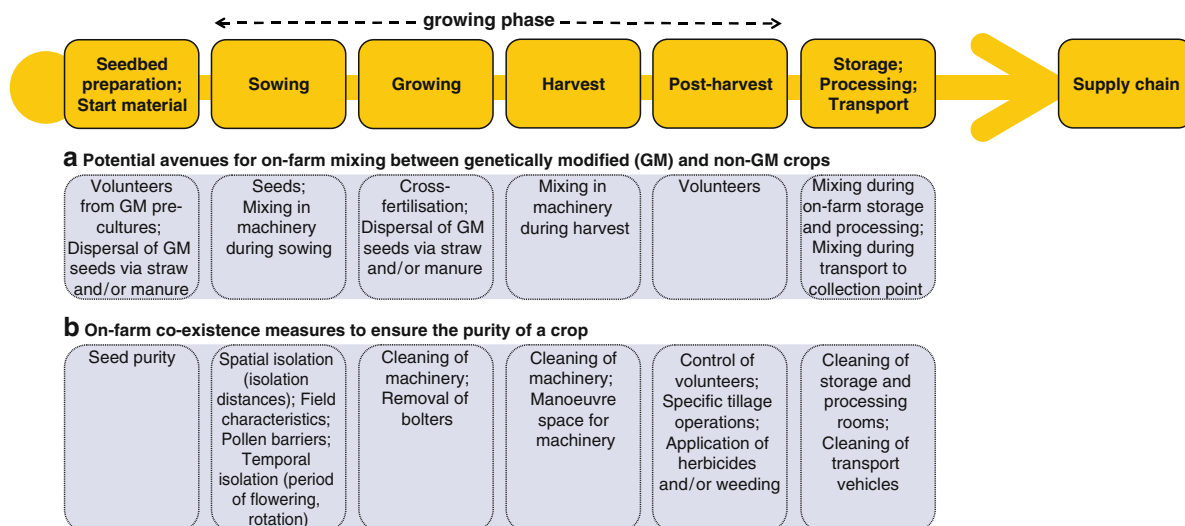 growing phase
Seedbed
preparation;
Start material
Sowing
Growing
Harvest
Post-harvest
Storage;
Processing;
Transport
Supply chain
a Potential avenues for on-farm mixing between genetically modified (GM) and non-GM crops
Volunteers
from GM pre-
cultures;
Dispersal of GM
seeds via straw
and/or manure
Seeds;
Mixing in
machinery
during sowing
Cross-
fertilisation;
Dispersal of GM
seeds via straw
and/or manure
Mixing in
machinery
during harvest
Volunteers
Mixing during
on-farm storage
and processing;
Mixing during
transport to
collection point
b On-farm co-existence measures to ensure the purity of a crop
Seed purity
Spatial isolation
(isolation
distances); Field
characteristics;
Pollen barriers;
Temporal
isolation (period
of flowering,
rotation)
Cleaning of
machinery;
Removal of
bolters
Cleaning of
machinery;
Manoeuvre
space for
machinery
Control of
volunteers;
Specific tillage
operations;
Application of
herbicides
and/or weeding
Cleaning of
storage and
processing
rooms;
Cleaning of
transport
vehicles